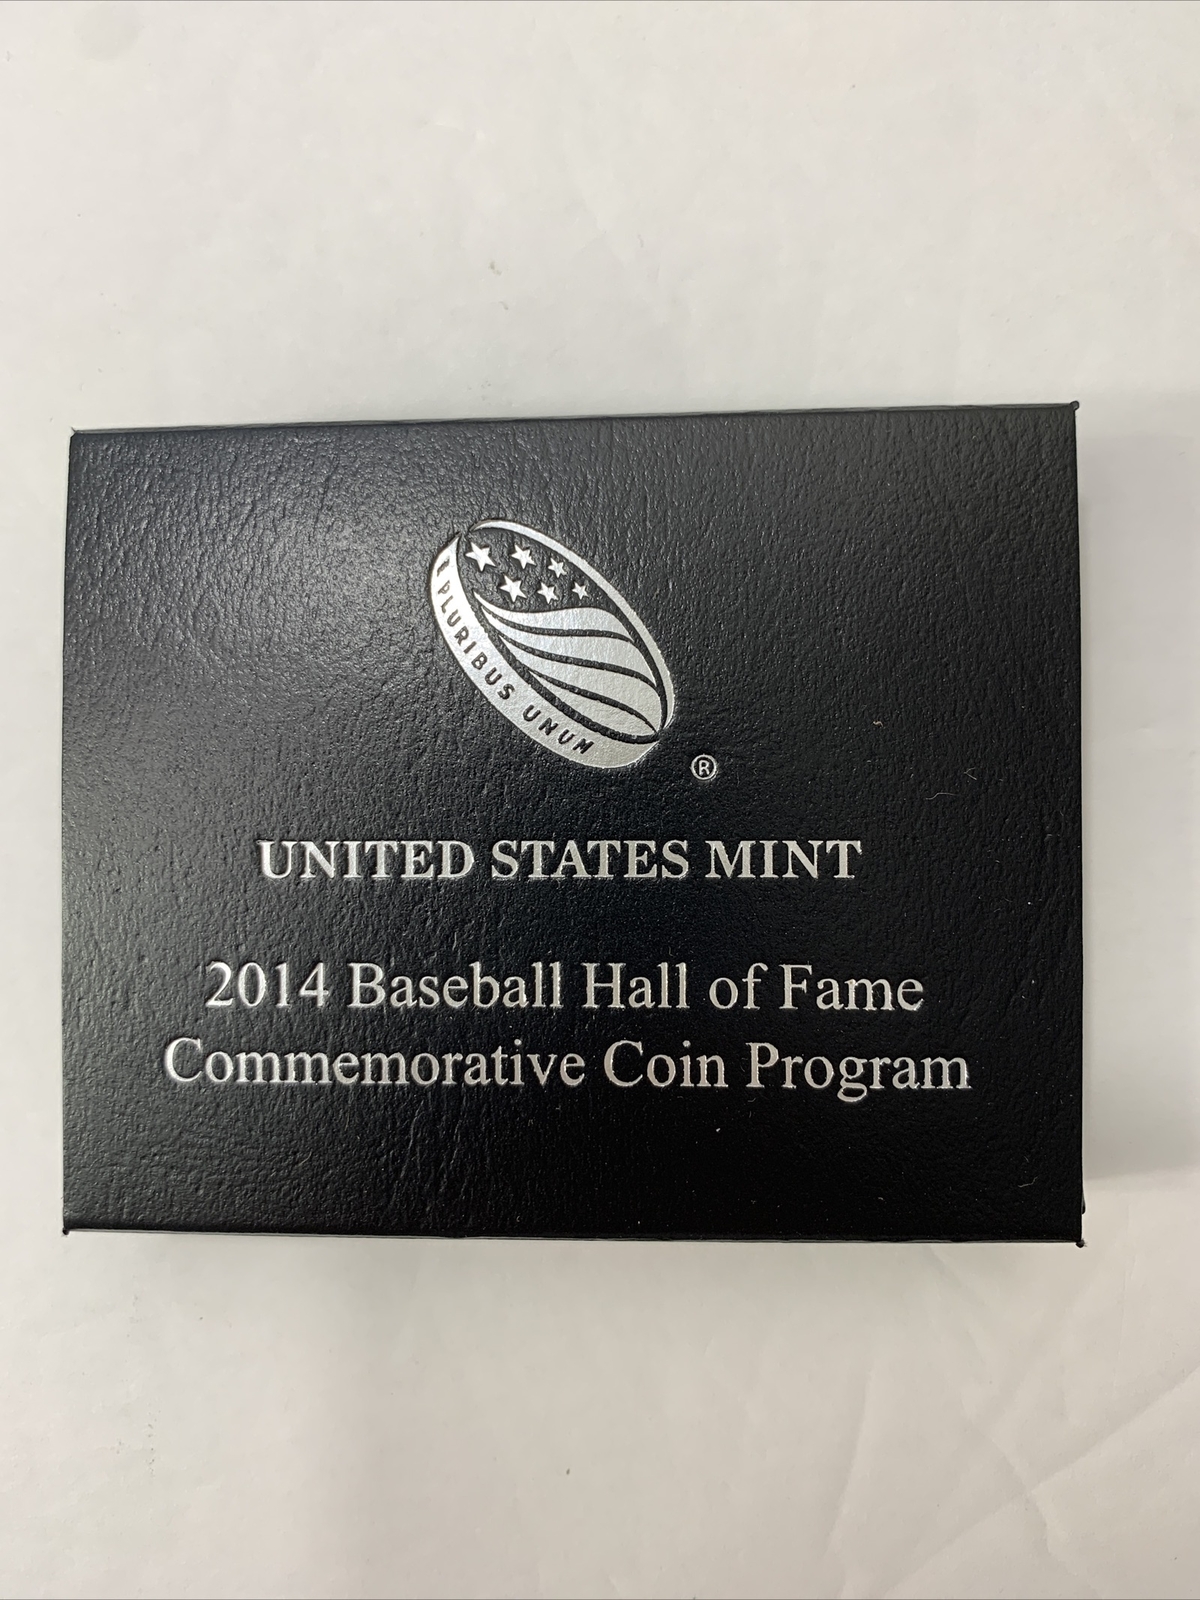 E PLURIBUS UNUM
®
UNITED STATES MINT
2014 Baseball Hall of Fame
Commemorative Coin Program